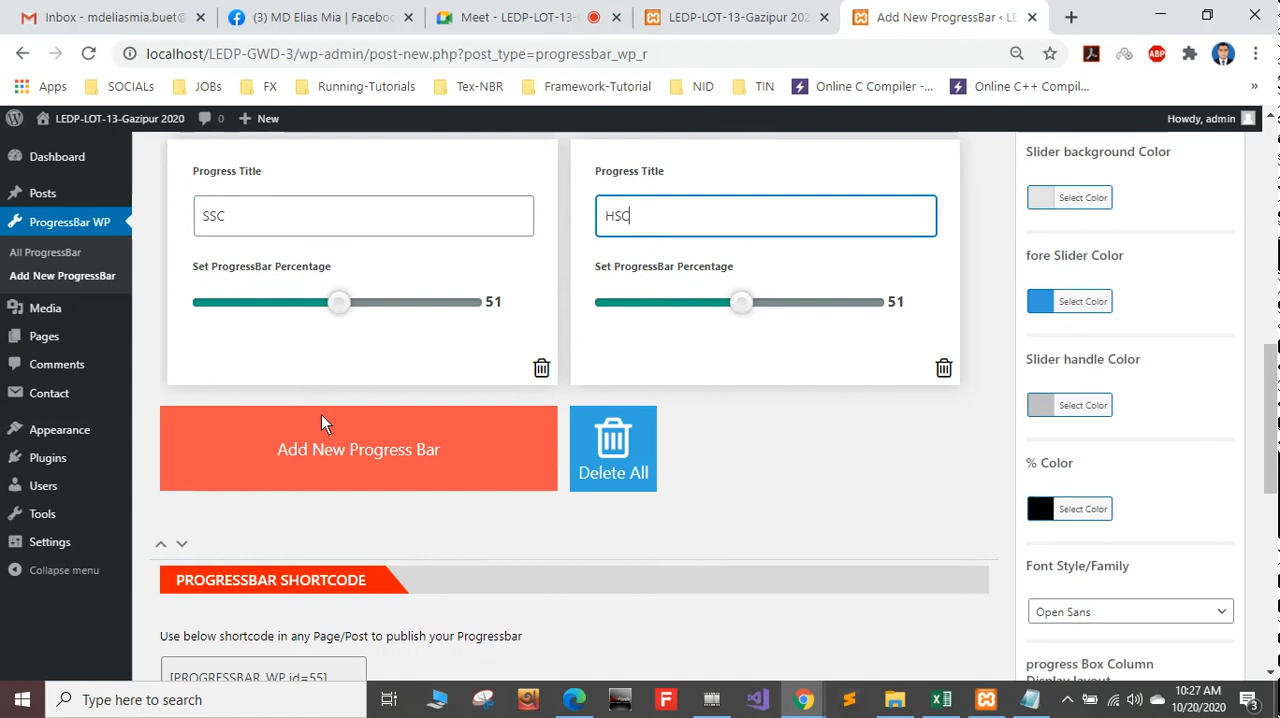 Inbox - mdeliasmia.buet@
(3) MD Elias Mia | Facebook
Meet - LEDP-LOT-13-G
LEDP-LOT-13-Gazipur 202
Add New ProgressBar ‹ LE
localhost/LEDP-GWD-3/wp-admin/post-new.php?post_type=progressbar_wp_r
Apps SOCIALs JOBs FX Running-Tutorials Tex-NBR Framework-Tutorial NID TIN Online C Compiler -... Online C++ Compil... »
LEDP-LOT-13-Gazipur 2020 0 New Howdy, admin
Dashboard
Posts
ProgressBar WP
All ProgressBar
Add New ProgressBar
Media
Pages
Comments
Contact
Appearance
Plugins
Users
Tools
Settings
Collapse menu
Progress Title
SSC
Set ProgressBar Percentage
51
Progress Title
HSC
Set ProgressBar Percentage
51
Add New Progress Bar
Delete All
PROGRESSBAR SHORTCODE
Use below shortcode in any Page/Post to publish your Progressbar
[PROGRESSBAR_WP id=55]
Slider background Color
Select Color
fore Slider Color
Select Color
Slider handle Color
Select Color
% Color
Select Color
Font Style/Family
Open Sans
progress Box Column
Display layout
Type here to search
10:27 AM
10/20/2020
3